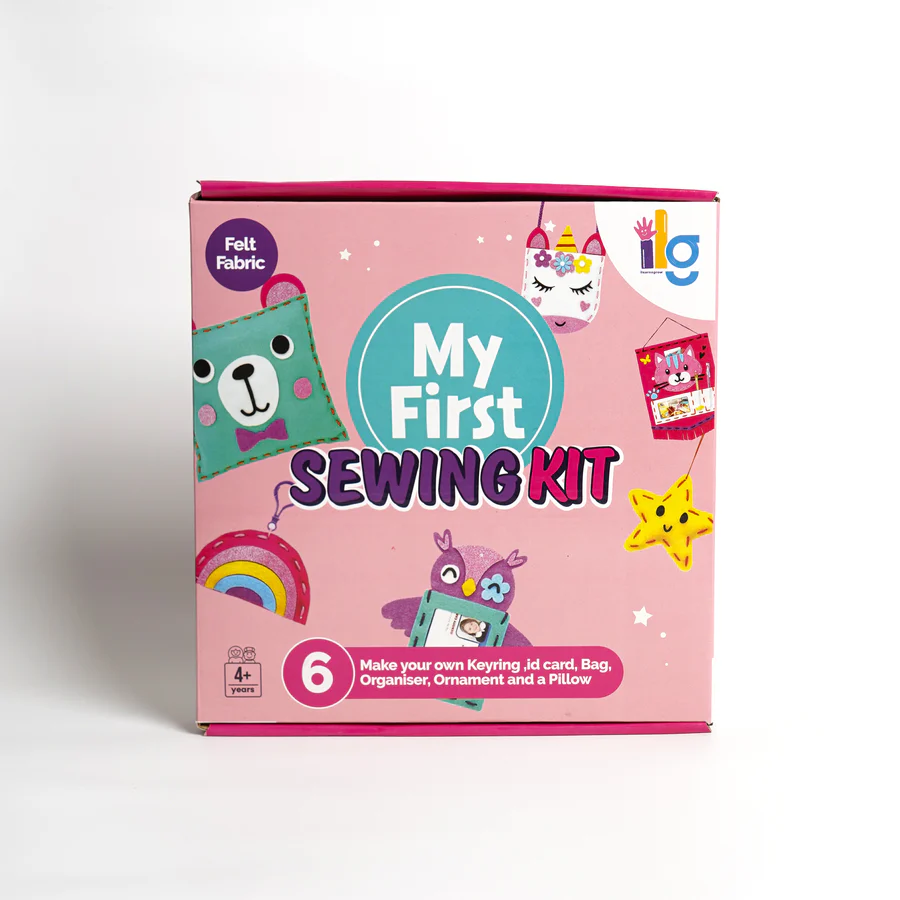 Felt
Fabric
ilg
My
First
SEWING KIT
4+
years
6
Make your own Keyring ,id card, Bag,
Organiser, Ornament and a Pillow